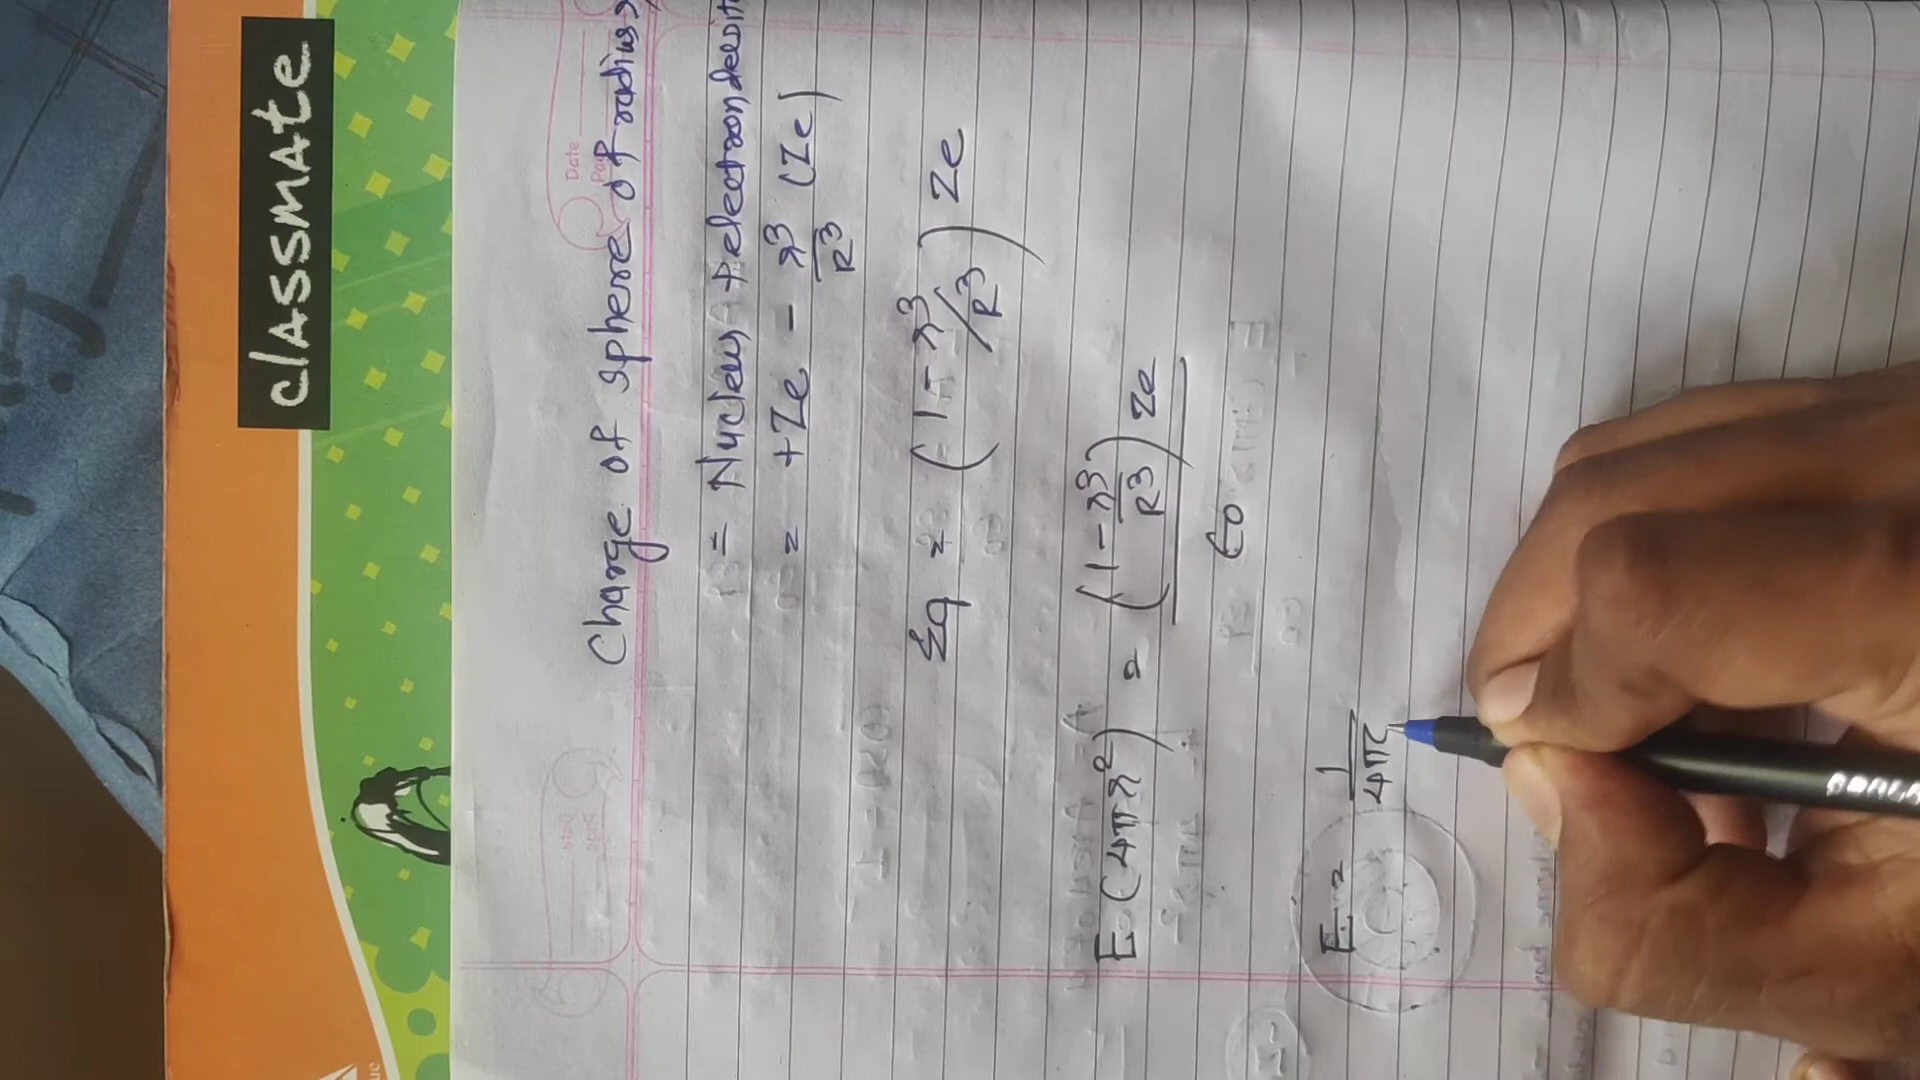 classmate
Date
Charge of sphere of radius
= Nucleus + electron
= +Ze - r³/R³ (Ze)
Σq = (1 - r³/R³) Ze
E (4πr²) = (1 - r³/R³) Ze / ε0
E = 1/4π